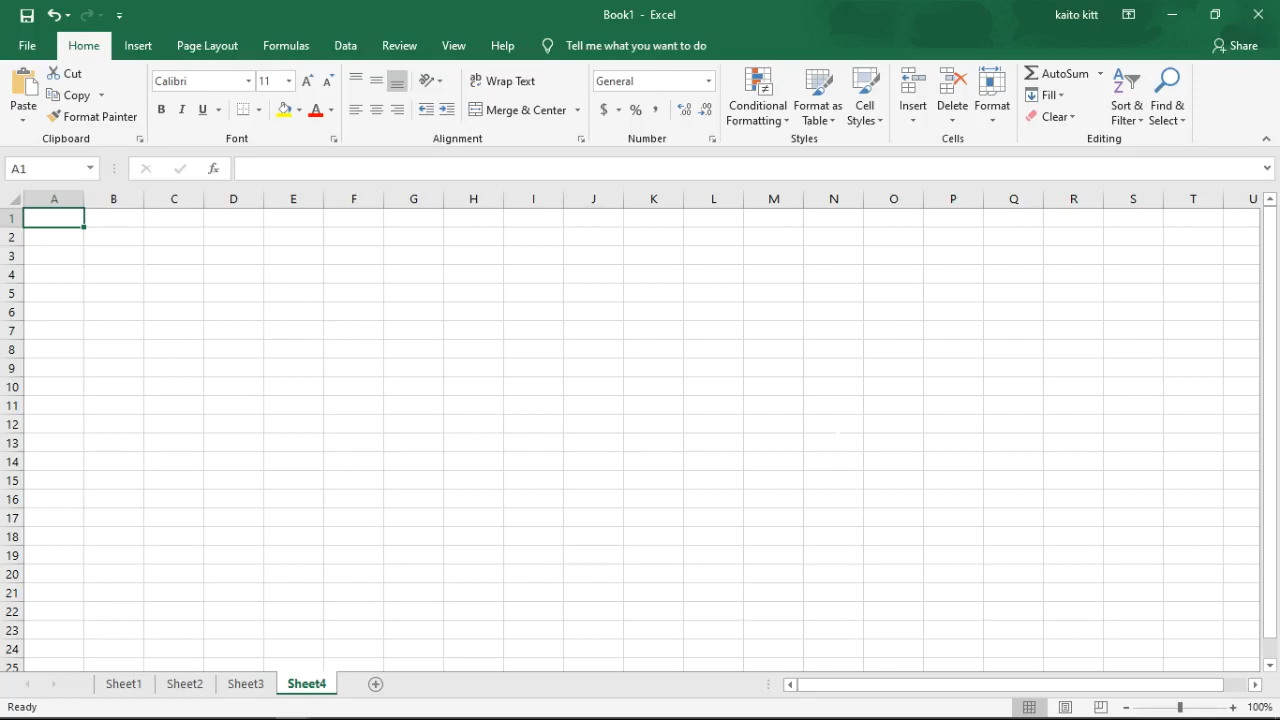 Book1 - Excel
kaito kitt
File Home Insert Page Layout Formulas Data Review View Help Tell me what you want to do Share
Paste
Cut
Copy
Format Painter
Clipboard
Calibri 11
B I U A
Font
Wrap Text
Merge & Center
Alignment
General
$ % ,
Number
Conditional Formatting
Format as Table
Cell Styles
Styles
Insert
Delete
Format
Cells
AutoSum
Fill
Clear
Sort & Filter
Find & Select
Editing
A1 fx
A B C D E F G H I J K L M N O P Q R S T U
1
2
3
4
5
6
7
8
9
10
11
12
13
14
15
16
17
18
19
20
21
22
23
24
25
Sheet1 Sheet2 Sheet3 Sheet4
Ready
100%